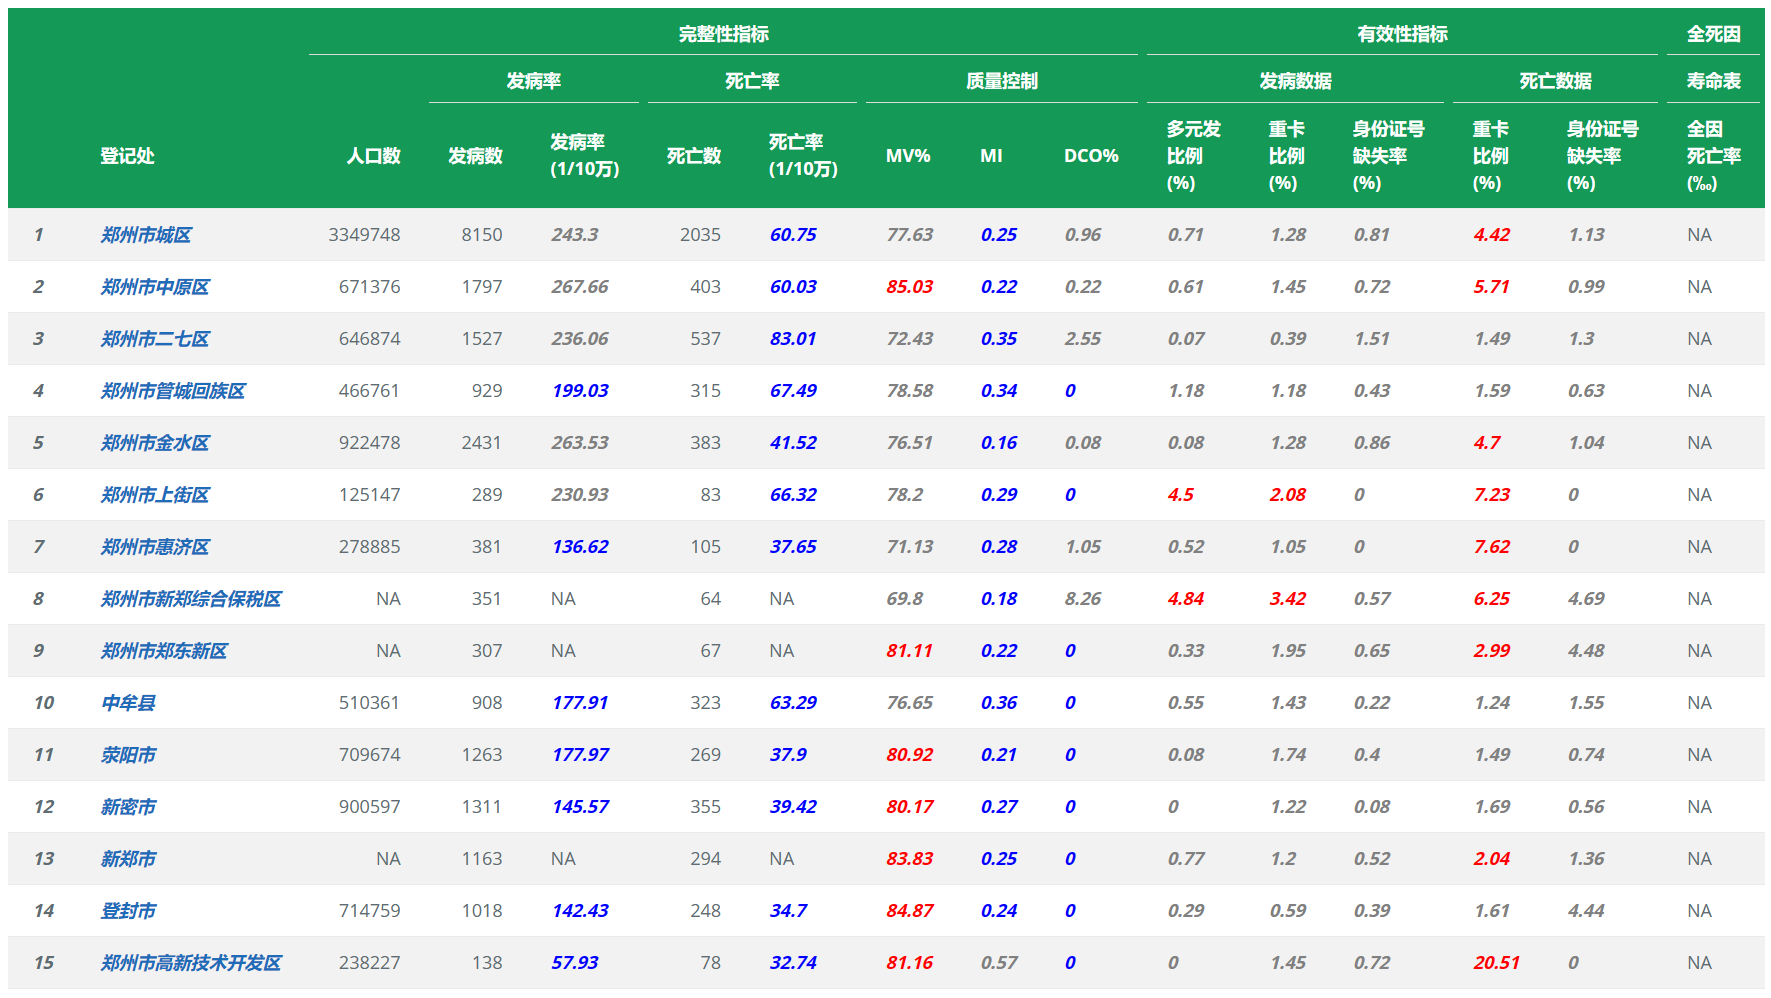 完整性指标 有效性指标 全死因
发病率 死亡率 质量控制 发病数据 死亡数据 寿命表
登记处 人口数 发病数 发病率 (1/10万) 死亡数 死亡率 (1/10万) MV% MI DCO% 多元发比例 (%) 重卡比例 (%) 身份证号缺失率 (%) 重卡比例 (%) 身份证号缺失率 (%) 全因死亡率 (‰)
1 郑州市城区 3349748 8150 243.3 2035 60.75 77.63 0.25 0.96 0.71 1.28 0.81 4.42 1.13 NA
2 郑州市中原区 671376 1797 267.66 403 60.03 85.03 0.22 0.22 0.61 1.45 0.72 5.71 0.99 NA
3 郑州市二七区 646874 1527 236.06 537 83.01 72.43 0.35 2.55 0.07 0.39 1.51 1.49 1.3 NA
4 郑州市管城回族区 466761 929 199.03 315 67.49 78.58 0.34 0 1.18 1.18 0.43 1.59 0.63 NA
5 郑州市金水区 922478 2431 263.53 383 41.52 76.51 0.16 0.08 0.08 1.28 0.86 4.7 1.04 NA
6 郑州市上街区 125147 289 230.93 83 66.32 78.2 0.29 0 4.5 2.08 0 7.23 0 NA
7 郑州市惠济区 278885 381 136.62 105 37.65 71.13 0.28 1.05 0.52 1.05 0 7.62 0 NA
8 郑州市新郑综合保税区 NA 351 NA 64 NA 69.8 0.18 8.26 4.84 3.42 0.57 6.25 4.69 NA
9 郑州市郑东新区 NA 307 NA 67 NA 81.11 0.22 0 0.33 1.95 0.65 2.99 4.48 NA
10 中牟县 510361 908 177.91 323 63.29 76.65 0.36 0 0.55 1.43 0.22 1.24 1.55 NA
11 荥阳市 709674 1263 177.97 269 37.9 80.92 0.21 0 0.08 1.74 0.4 1.49 0.74 NA
12 新密市 900597 1311 145.57 355 39.42 80.17 0.27 0 0 1.22 0.08 1.69 0.56 NA
13 新郑市 NA 1163 NA 294 NA 83.83 0.25 0 0.77 1.2 0.52 2.04 1.36 NA
14 登封市 714759 1018 142.43 248 34.7 84.87 0.24 0 0.29 0.59 0.39 1.61 4.44 NA
15 郑州市高新技术开发区 238227 138 57.93 78 32.74 81.16 0.57 0 0 1.45 0.72 20.51 0 NA